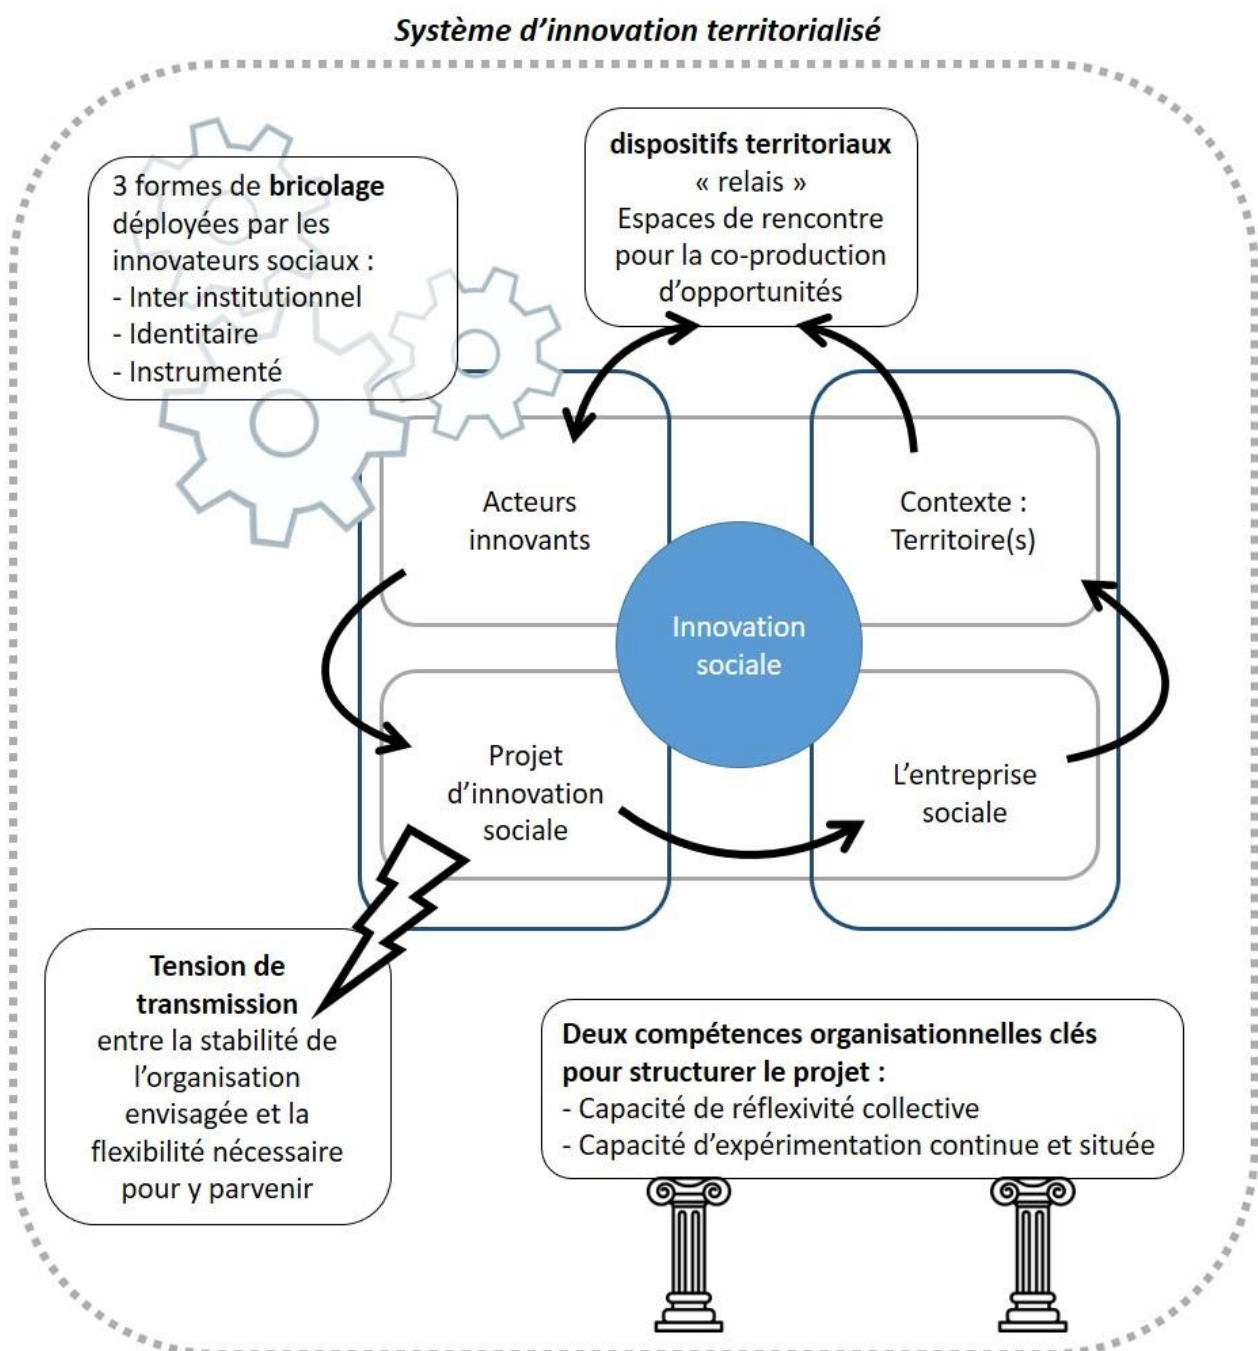 Système d’innovation territorialisé
3 formes de bricolage
déployées par les
innovateurs sociaux :
- Inter institutionnel
- Identitaire
- Instrumenté
dispositifs territoriaux
« relais »
Espaces de rencontre
pour la co-production
d’opportunités
Acteurs
innovants
Contexte :
Territoire(s)
Innovation
sociale
Projet
d’innovation
sociale
L’entreprise
sociale
Tension de
transmission
entre la stabilité de
l’organisation
envisagée et la
flexibilité nécessaire
pour y parvenir
Deux compétences organisationnelles clés
pour structurer le projet :
- Capacité de réflexivité collective
- Capacité d’expérimentation continue et située